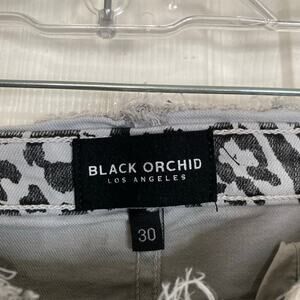 BLACK ORCHID
LOS ANGELES
30